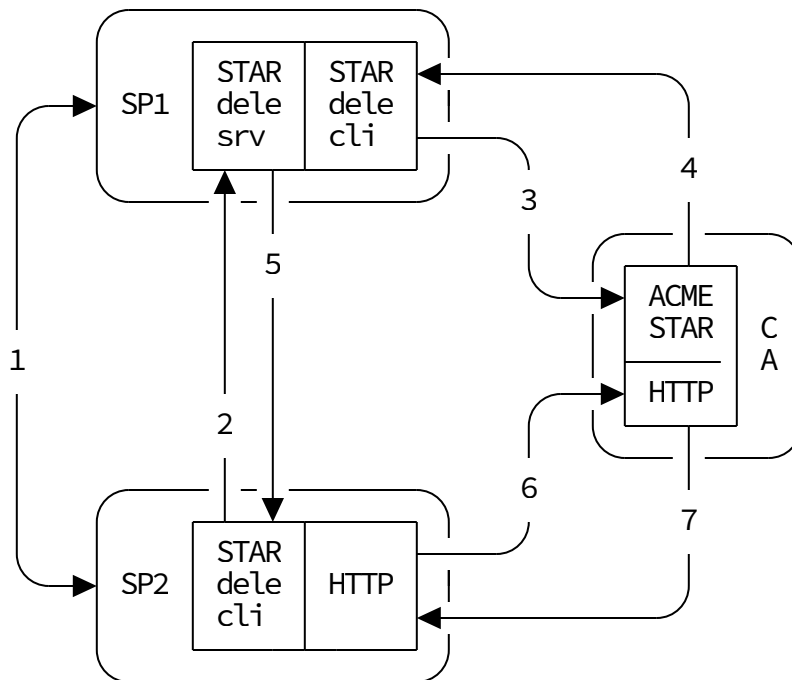 SP1
STAR
dele
srv
STAR
dele
cli
4
3
5
ACME
STAR
HTTP
C
A
1
2
6
7
SP2
STAR
dele
cli
HTTP